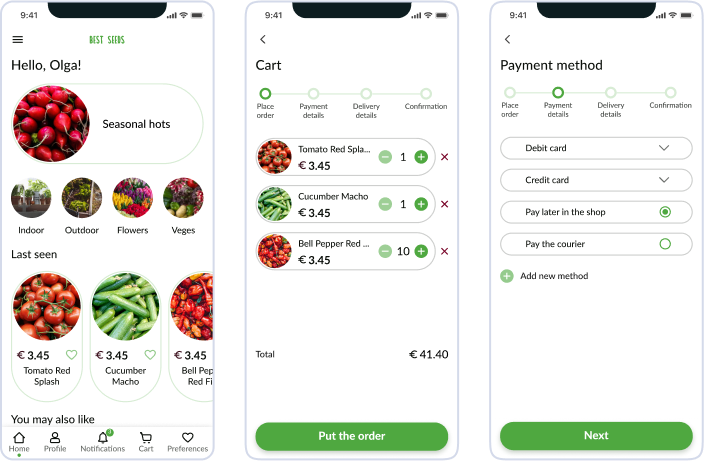 9:41
BEST SEEDS
Hello, Olga!
Seasonal hots
Indoor
Outdoor
Flowers
Veges
Last seen
€ 3.45
Tomato Red
Splash
€ 3.45
Cucumber
Macho
€ 3.45
Bell Pep
Red Fi
You may also like
Home
Profile
Notifications
Cart
Preferences
9:41
Cart
Place
order
Payment
details
Delivery
details
Confirmation
Tomato Red Spla...
€ 3.45
1
Cucumber Macho
€ 3.45
1
Bell Pepper Red ...
€ 3.45
10
Total
€ 41.40
Put the order
9:41
Payment method
Place
order
Payment
details
Delivery
details
Confirmation
Debit card
Credit card
Pay later in the shop
Pay the courier
Add new method
Next